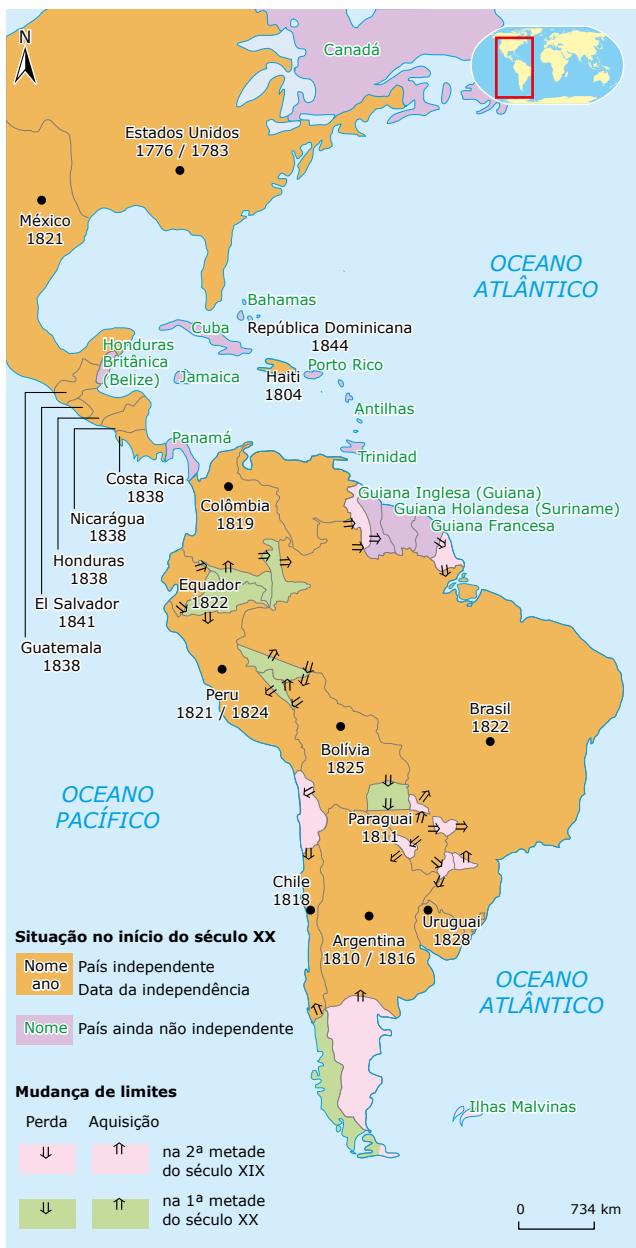 N
Canadá
Estados Unidos
1776 / 1783
México
1821
OCEANO
ATLÂNTICO
Bahamas
Cuba
República Dominicana
1844
Honduras
Britânica
(Belize)
Jamaica
Haiti
1804
Porto Rico
Antilhas
Panamá
Trinidad
Costa Rica
1838
Nicarágua
1838
Honduras
1838
El Salvador
1841
Guatemala
1838
Colômbia
1819
Guiana Inglesa (Guiana)
Guiana Holandesa (Suriname)
Guiana Francesa
Equador
1822
Peru
1821 / 1824
Brasil
1822
Bolívia
1825
OCEANO
PACÍFICO
Paraguai
1811
Chile
1818
Uruguai
1828
Argentina
1810 / 1816
OCEANO
ATLÂNTICO
Ilhas Malvinas
Situação no início do século XX
Nome
ano
País independente
Data da independência
Nome
País ainda não independente
Mudança de limites
Perda Aquisição
na 2ª metade
do século XIX
na 1ª metade
do século XX
0 734 km